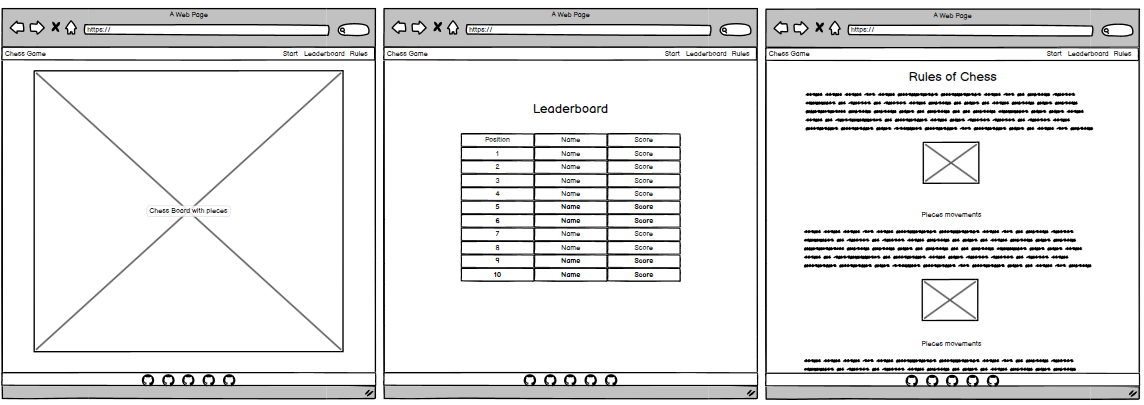 A Web Page
https://
Chess Game Start Leaderboard Rules
Chess Board with pieces
A Web Page
https://
Chess Game Start Leaderboard Rules
Leaderboard
Position Name Score
1 Name Score
2 Name Score
3 Name Score
4 Name Score
5 Name Score
6 Name Score
7 Name Score
8 Name Score
9 Name Score
10 Name Score
A Web Page
https://
Chess Game Start Leaderboard Rules
Rules of Chess
Pieces movements
Pieces movements